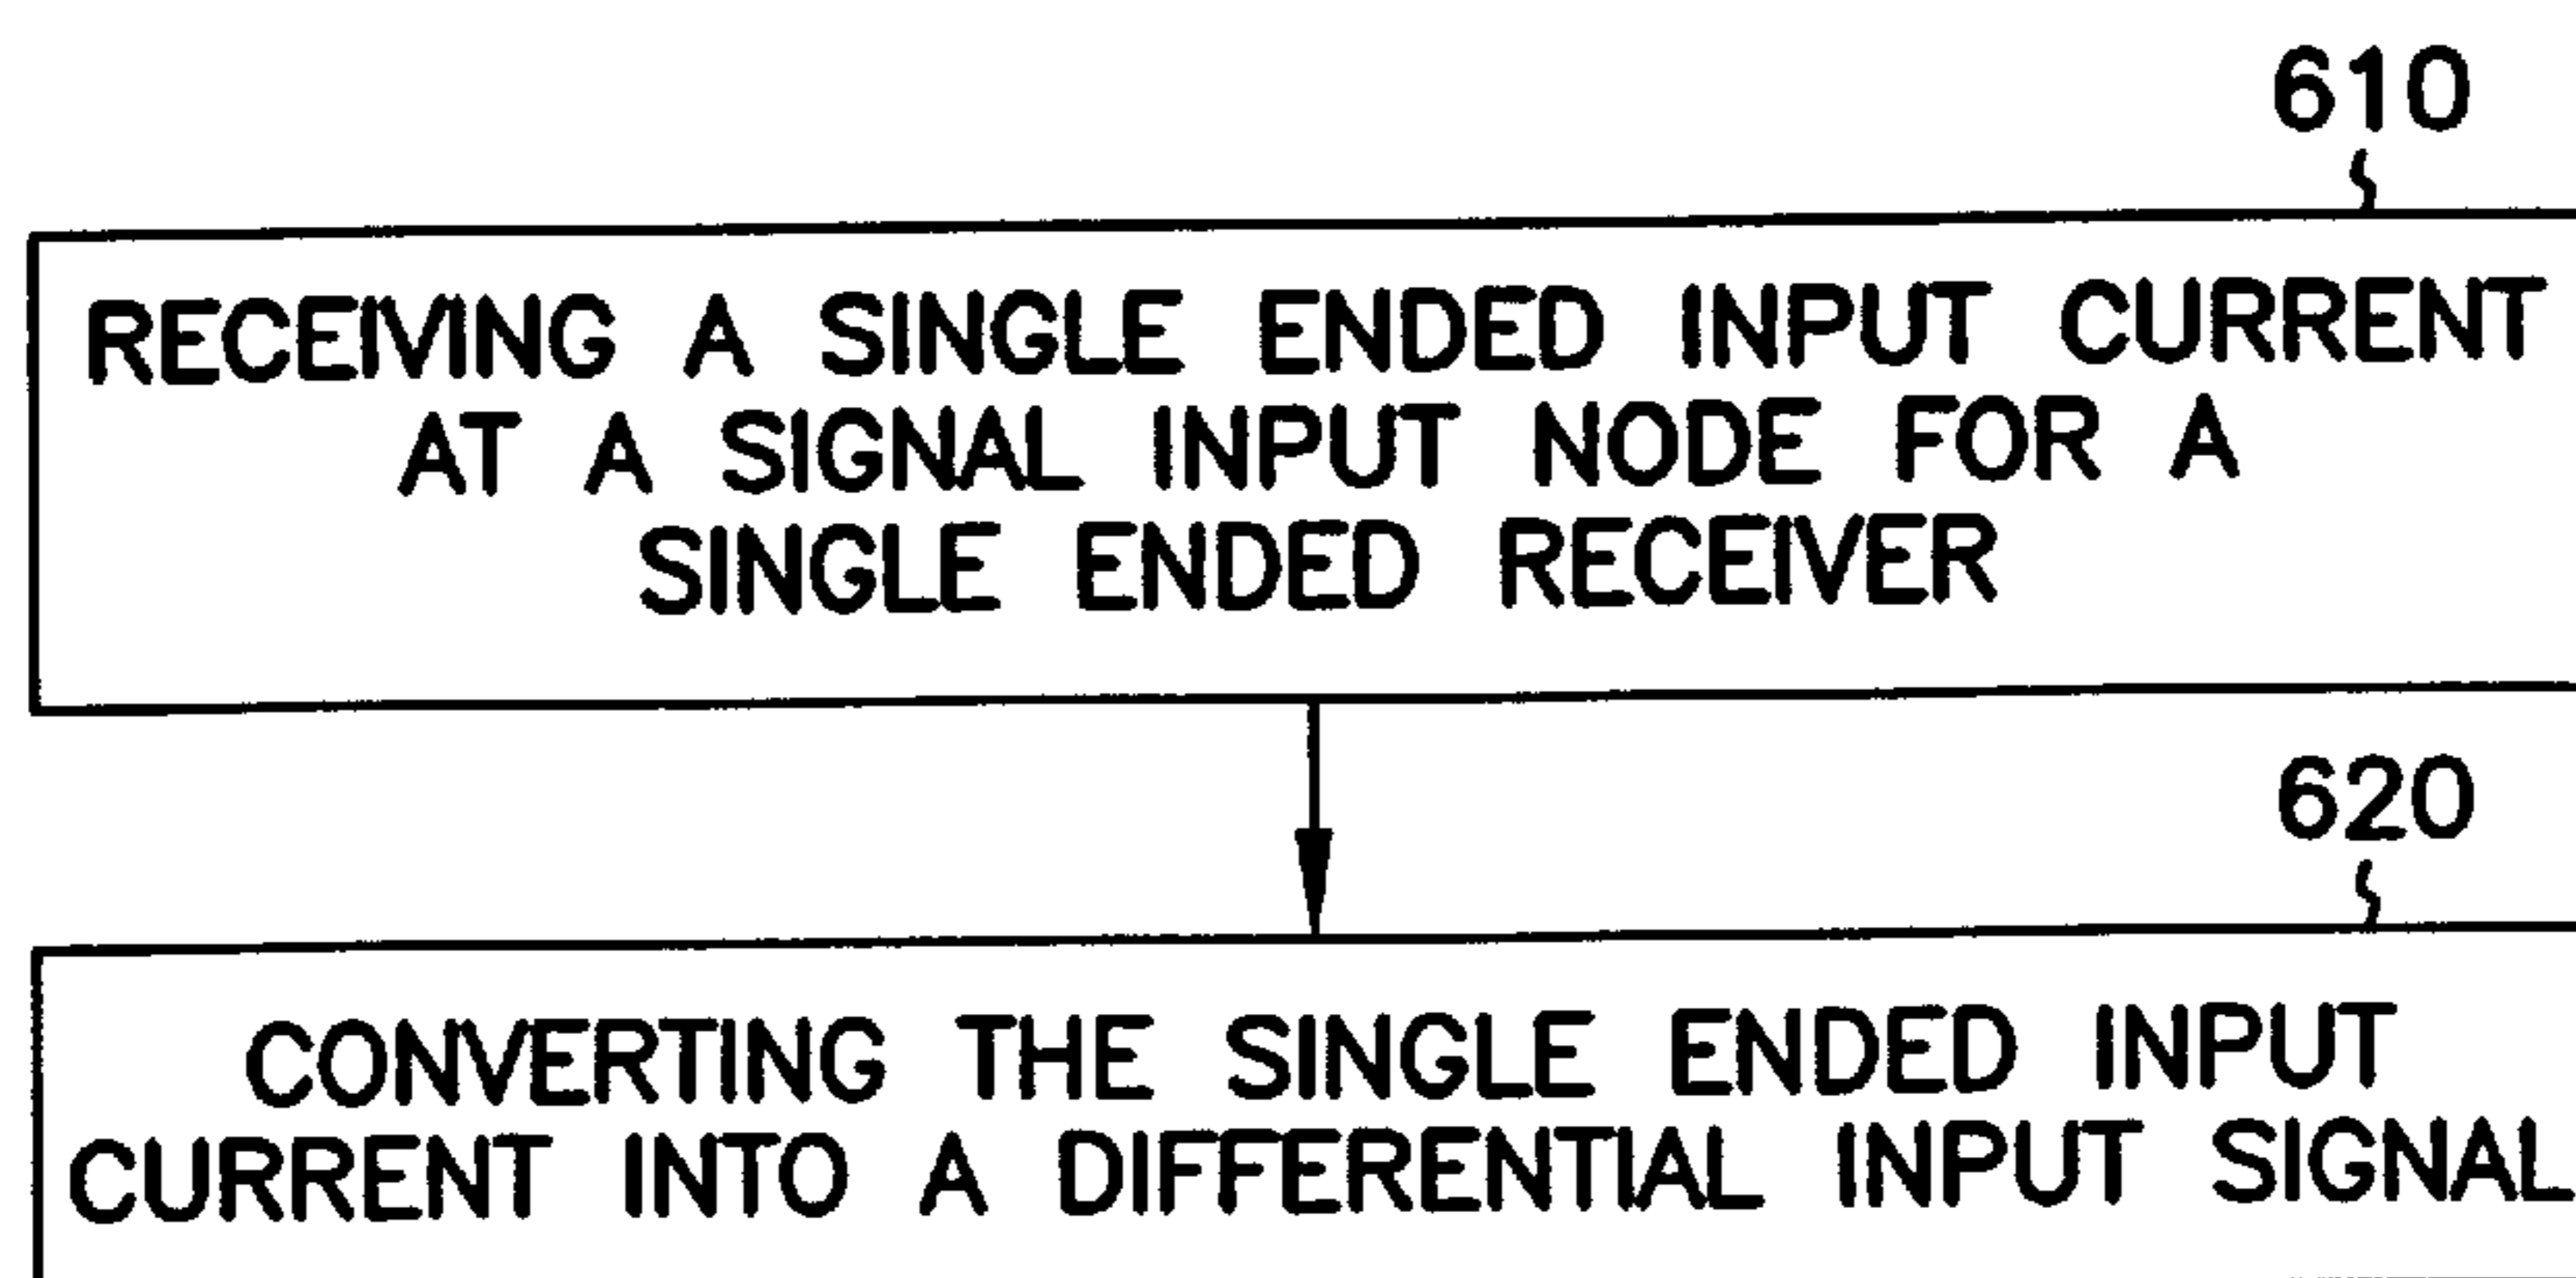 610
RECEIVING A SINGLE ENDED INPUT CURRENT
AT A SIGNAL INPUT NODE FOR A
SINGLE ENDED RECEIVER
620
CONVERTING THE SINGLE ENDED INPUT
CURRENT INTO A DIFFERENTIAL INPUT SIGNAL